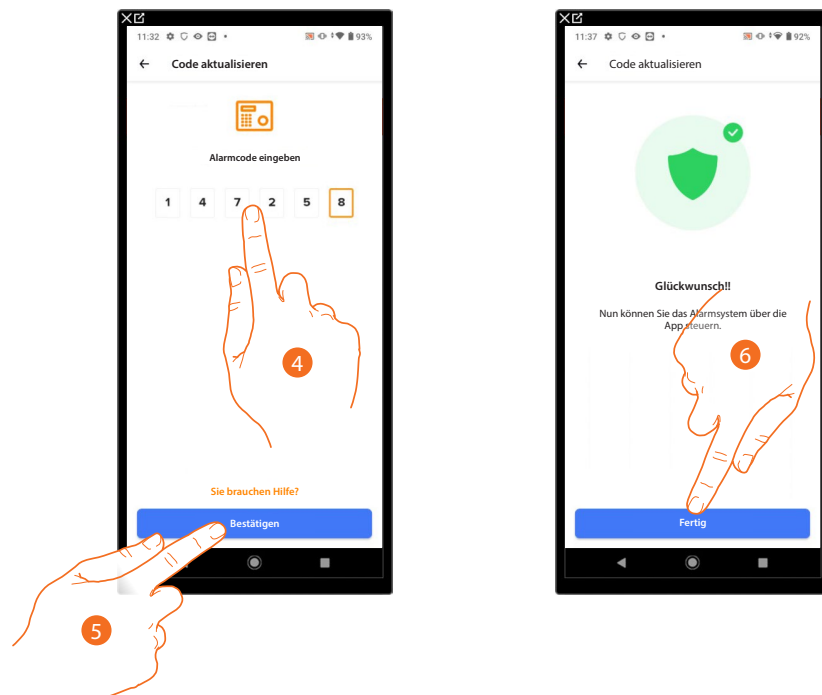 11:32
93%
Code aktualisieren
Alarmcode eingeben
1 4 7 2 5 8
4
Sie brauchen Hilfe?
Bestätigen
5
11:37
92%
Code aktualisieren
Glückwunsch!!
Nun können Sie das Alarmsystem über die
App steuern.
6
Fertig